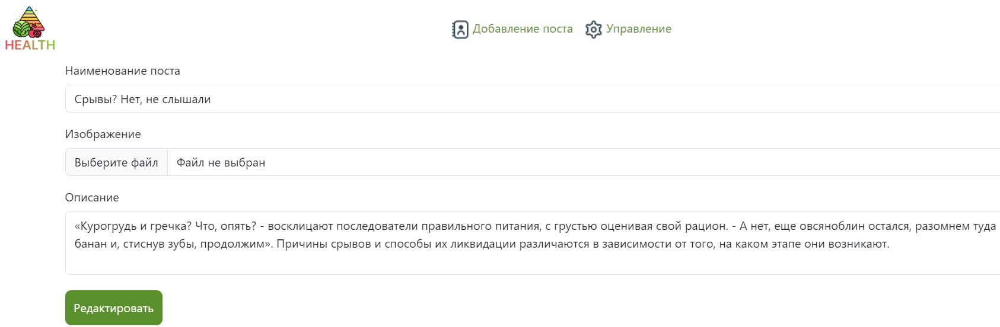 HEALTH
Добавление поста
Управление
Наименование поста
Срывы? Нет, не слышали
Изображение
Выберите файл
Файл не выбран
Описание
«Курогрудь и гречка? Что, опять? - восклицают последователи правильного питания, с грустью оценивая свой рацион. - А нет, еще овсяноблин остался, разомнем туда
банан и, стиснув зубы, продолжим». Причины срывов и способы их ликвидации различаются в зависимости от того, на каком этапе они возникают.
Редактировать